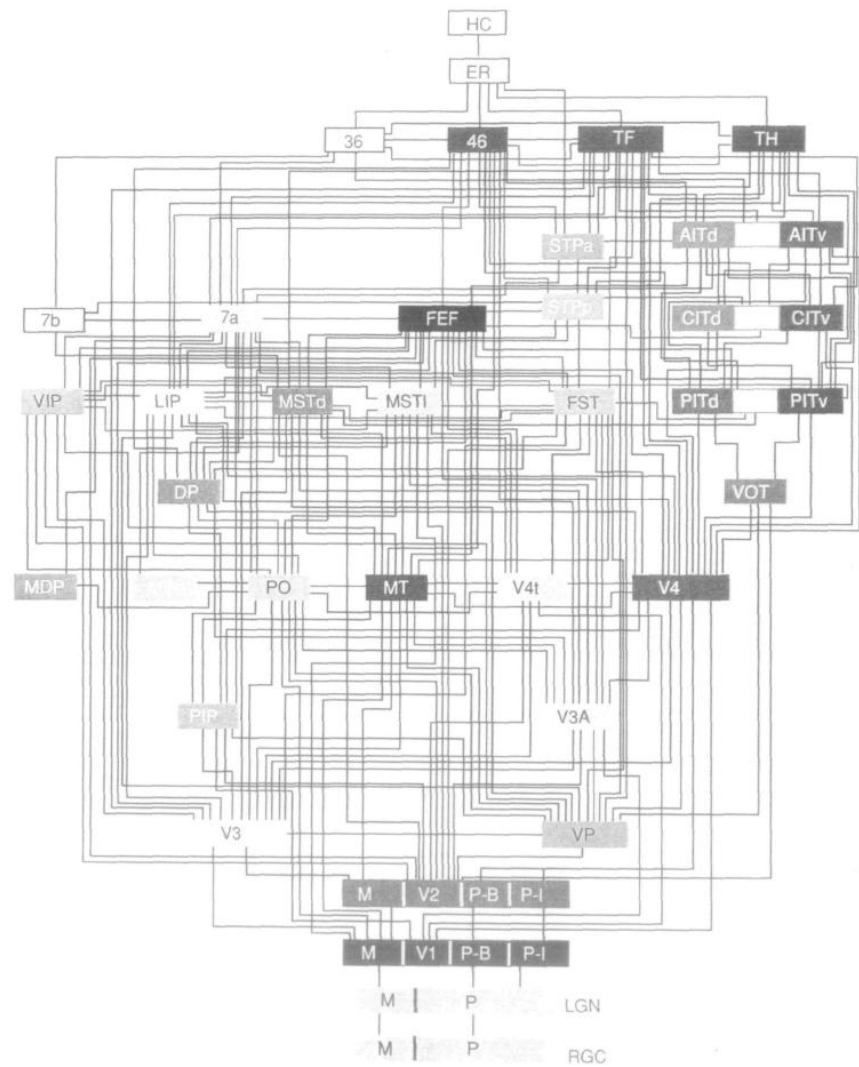 HC
ER
36 46 TF TH
STPa AITd AITv
7b 7a FEF STPp CITd CITv
VIP LIP MSTd MSTl FST PITd PITv
DP VOT
MDP PO MT V4t V4
PIP V3A
V3 VP
M V2 P-B P-I
M V1 P-B P-I
M P LGN
M P RGC